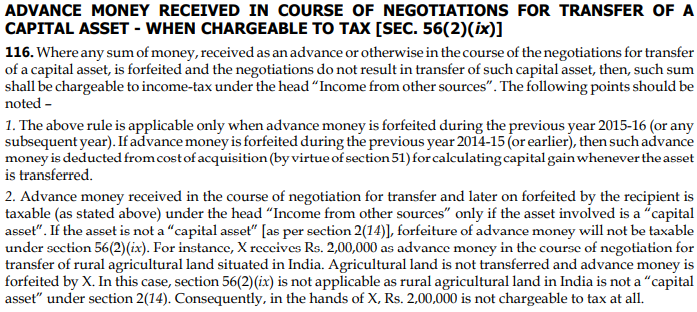 ADVANCE MONEY RECEIVED IN COURSE OF NEGOTIATIONS FOR TRANSFER OF A
CAPITAL ASSET - WHEN CHARGEABLE TO TAX [SEC. 56(2)(ix)]
116. Where any sum of money, received as an advance or otherwise in the course of the negotiations for transfer
of a capital asset, is forfeited and the negotiations do not result in transfer of such capital asset, then, such sum
shall be chargeable to income-tax under the head “Income from other sources”. The following points should be
noted –
1. The above rule is applicable only when advance money is forfeited during the previous year 2015-16 (or any
subsequent year). If advance money is forfeited during the previous year 2014-15 (or earlier), then such advance
money is deducted from cost of acquisition (by virtue of section 51) for calculating capital gain whenever the asset
is transferred.
2. Advance money received in the course of negotiation for transfer and later on forfeited by the recipient is
taxable (as stated above) under the head “Income from other sources” only if the asset involved is a “capital
asset”. If the asset is not a “capital asset” [as per section 2(14)], forfeiture of advance money will not be taxable
under section 56(2)(ix). For instance, X receives Rs. 2,00,000 as advance money in the course of negotiation for
transfer of rural agricultural land situated in India. Agricultural land is not transferred and advance money is
forfeited by X. In this case, section 56(2)(ix) is not applicable as rural agricultural land in India is not a “capital
asset” under section 2(14). Consequently, in the hands of X, Rs. 2,00,000 is not chargeable to tax at all.